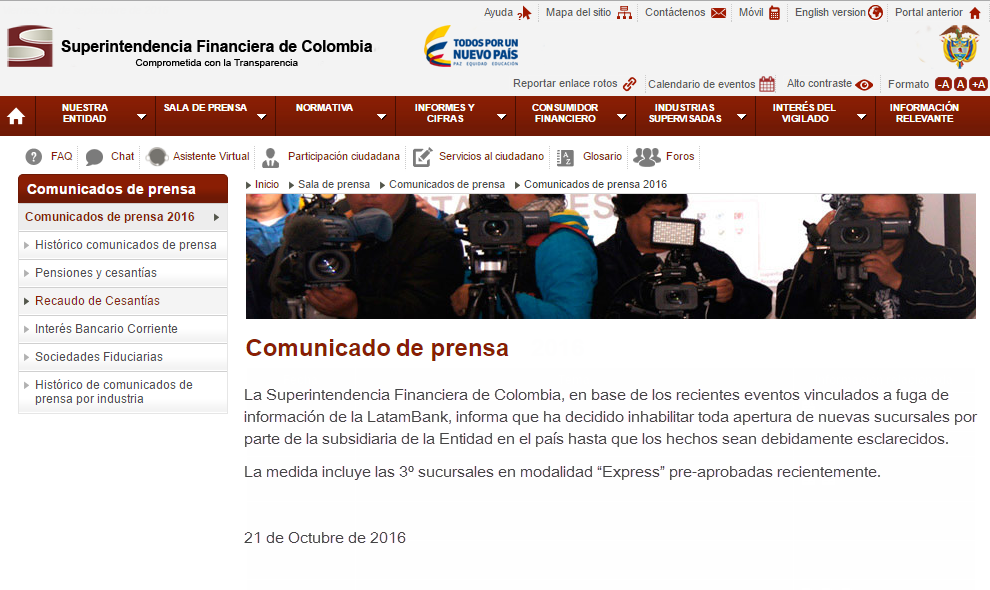 Ayuda
Mapa del sitio
Contáctenos
Móvil
English version
Portal anterior
Superintendencia Financiera de Colombia
Comprometida con la Transparencia
TODOS POR UN
NUEVO PAÍS
PAZ EQUIDAD EDUCACIÓN
Reportar enlace rotos
Calendario de eventos
Alto contraste
Formato
-A
A
+A
NUESTRA
ENTIDAD
SALA DE PRENSA
NORMATIVA
INFORMES Y
CIFRAS
CONSUMIDOR
FINANCIERO
INDUSTRIAS
SUPERVISADAS
INTERÉS DEL
VIGILADO
INFORMACIÓN
RELEVANTE
FAQ
Chat
Asistente Virtual
Participación ciudadana
Servicios al ciudadano
Glosario
Foros
Comunicados de prensa
Comunicados de prensa 2016
Histórico comunicados de prensa
Pensiones y cesantías
Recaudo de Cesantías
Interés Bancario Corriente
Sociedades Fiduciarias
Histórico de comunicados de
prensa por industria
Inicio
Sala de prensa
Comunicados de prensa
Comunicados de prensa 2016
Comunicado de prensa
La Superintendencia Financiera de Colombia, en base de los recientes eventos vinculados a fuga de
información de la LatamBank, informa que ha decidido inhabilitar toda apertura de nuevas sucursales por
parte de la subsidiaria de la Entidad en el país hasta que los hechos sean debidamente esclarecidos.
La medida incluye las 3º sucursales en modalidad “Express” pre-aprobadas recientemente.
21 de Octubre de 2016